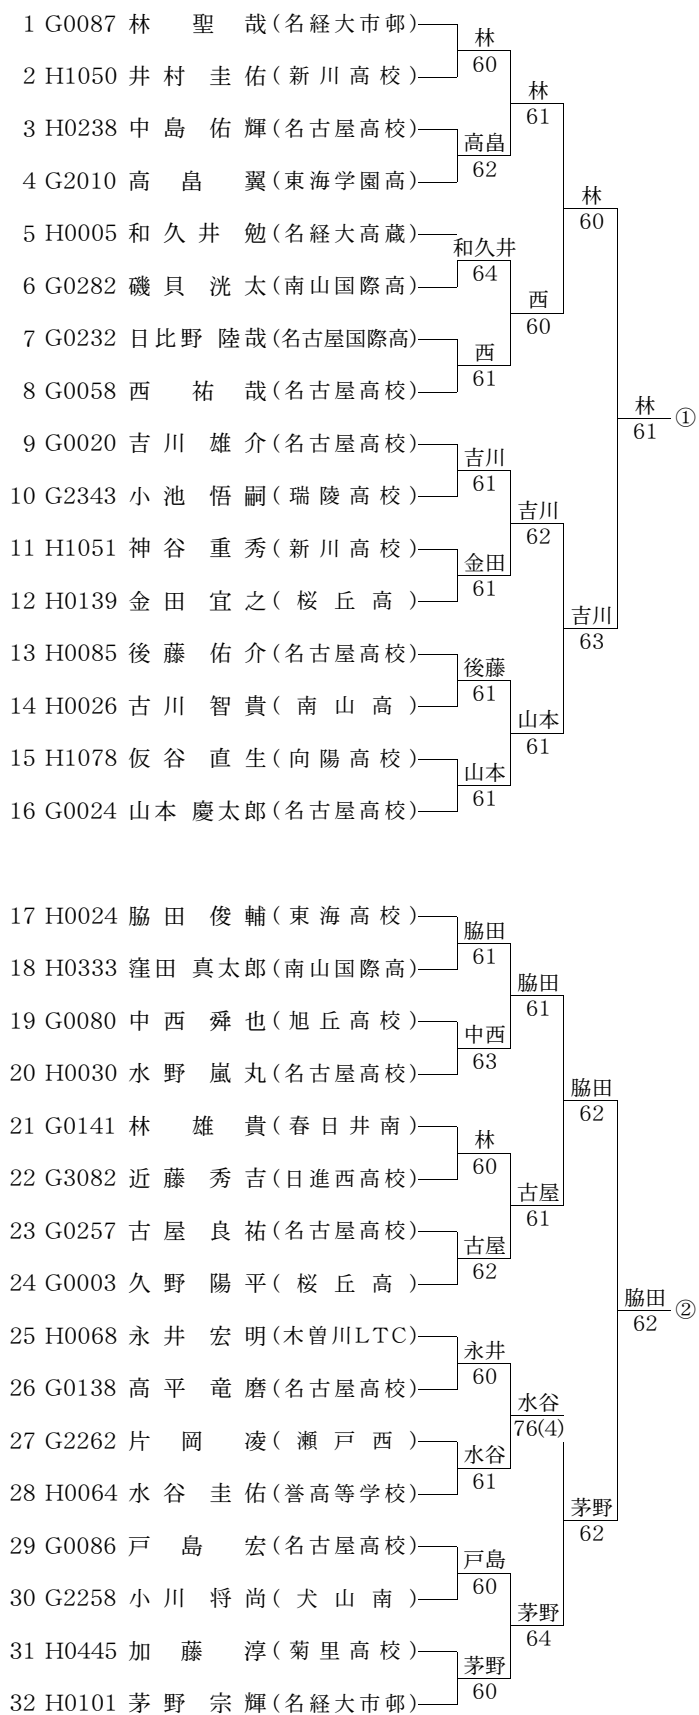 1 G0087 林 聖 哉(名経大市邨)
林
60
2 H1050 井 村 圭 佑(新 川 高 校)
林
61
3 H0238 中 島 佑 輝(名古屋高校)
高畠
62
4 G2010 高 畠 翼(東海学園高)
林
60
5 H0005 和 久 井 勉(名経大高蔵)
和久井
64
6 G0282 磯 貝 洸 太(南山国際高)
西
60
7 G0232 日比野 陸哉(名古屋国際高)
西
61
8 G0058 西 祐 哉(名古屋高校)
林
61
①
9 G0020 吉 川 雄 介(名古屋高校)
吉川
61
10 G2343 小 池 悟 嗣(瑞 陵 高 校)
吉川
62
11 H1051 神 谷 重 秀(新 川 高 校)
金田
61
12 H0139 金 田 宜 之(桜 丘 高)
吉川
63
13 H0085 後 藤 佑 介(名古屋高校)
後藤
61
14 H0026 古 川 智 貴(南 山 高)
山本
61
15 H1078 仮 谷 直 生(向 陽 高 校)
山本
61
16 G0024 山本 慶太郎(名古屋高校)
17 H0024 脇 田 俊 輔(東 海 高 校)
脇田
61
18 H0333 窪田 真太郎(南山国際高)
脇田
61
19 G0080 中 西 舜 也(旭 丘 高 校)
中西
63
20 H0030 水 野 嵐 丸(名古屋高校)
脇田
62
21 G0141 林 雄 貴(春 日 井 南)
林
60
22 G3082 近 藤 秀 吉(日進西高校)
古屋
61
23 G0257 古 屋 良 祐(名古屋高校)
古屋
62
24 G0003 久 野 陽 平(桜 丘 高)
脇田
62
②
25 H0068 永 井 宏 明(木曽川LTC)
永井
60
26 G0138 高 平 竜 磨(名古屋高校)
水谷
76(4)
27 G2262 片 岡 凌(瀬 戸 西)
水谷
61
28 H0064 水 谷 圭 佑(誉高等学校)
茅野
62
29 G0086 戸 島 宏(名古屋高校)
戸島
60
30 G2258 小 川 将 尚(犬 山 南)
茅野
64
31 H0445 加 藤 淳(菊 里 高 校)
茅野
60
32 H0101 茅 野 宗 輝(名経大市邨)